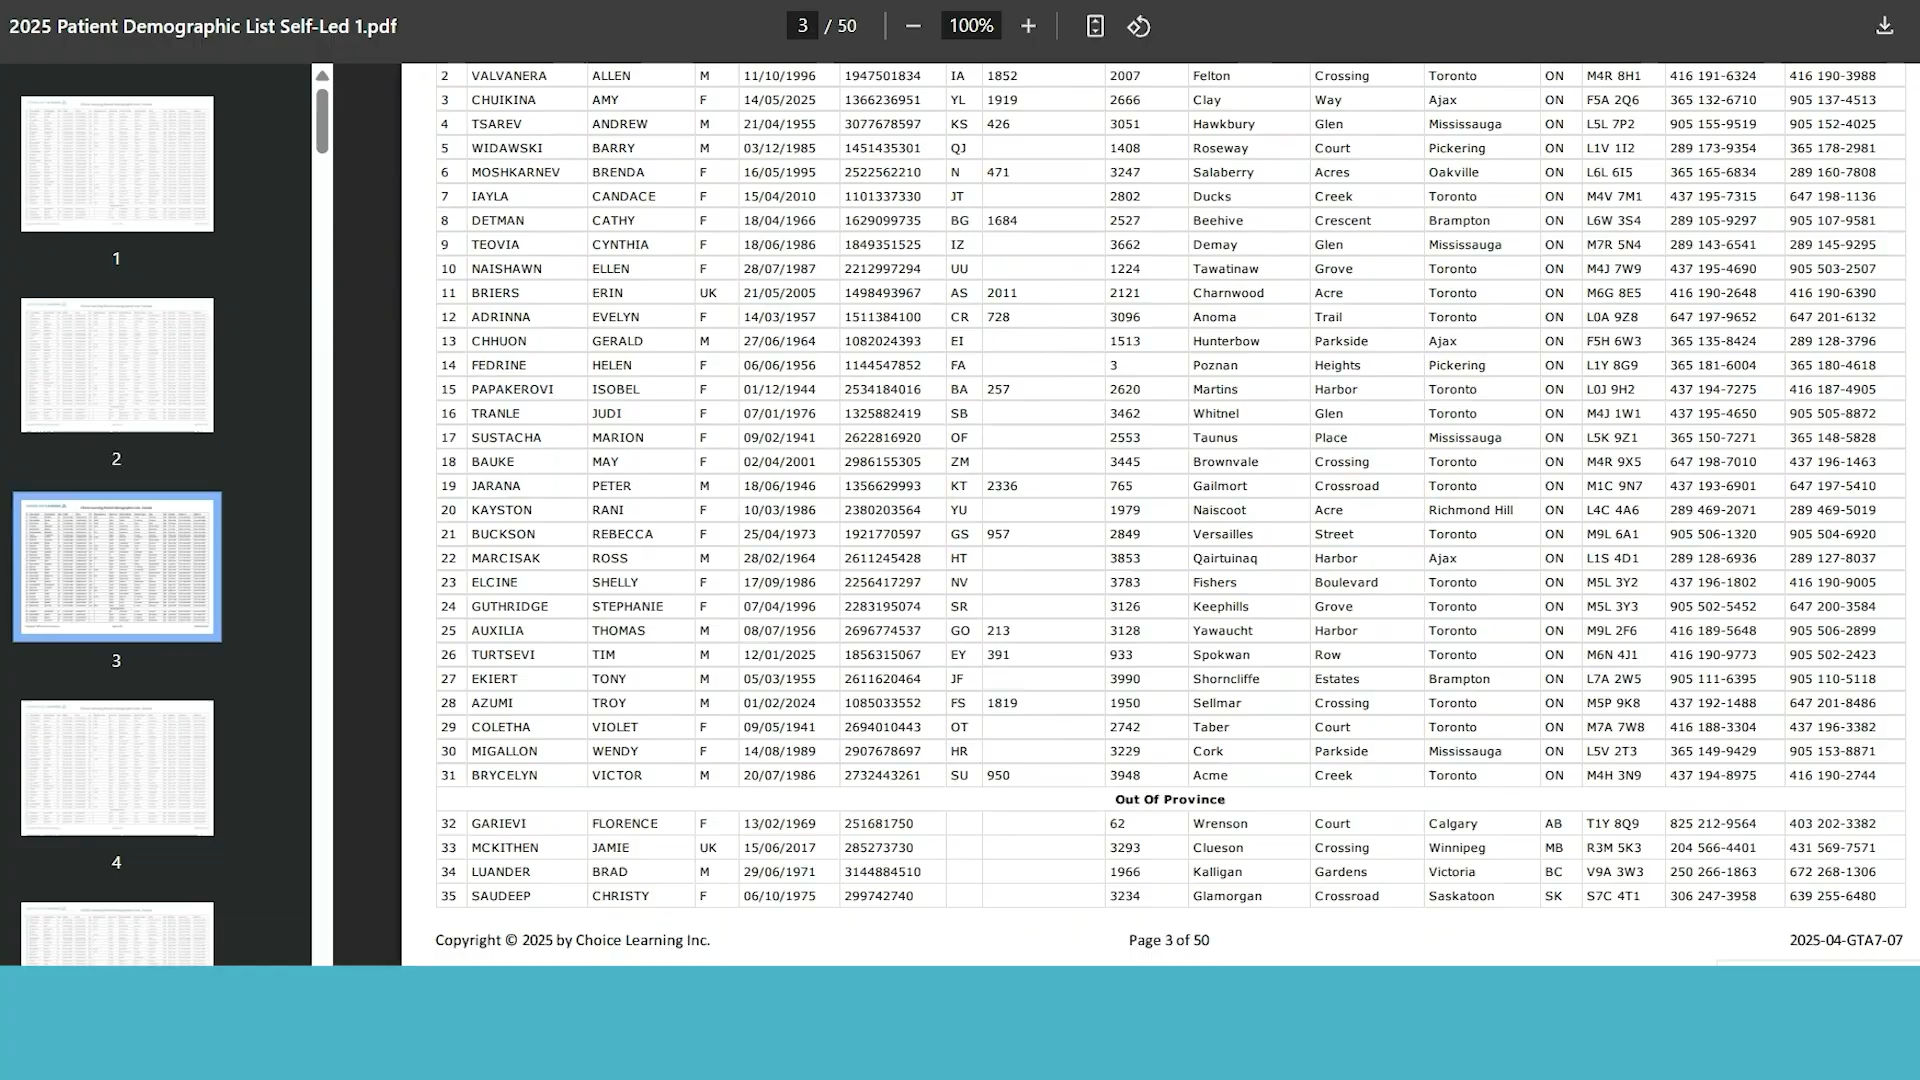 2025 Patient Demographic List Self-Led 1.pdf
3 / 50 — 100% +
2 VALVANERA ALLEN M 11/10/1996 1947501834 IA 1852 2007 Felton Crossing Toronto ON M4R 8H1 416 191-6324 416 190-3988
3 CHUIKINA AMY F 14/05/2025 1366236951 YL 1919 2666 Clay Way Ajax ON F5A 2Q6 365 132-6710 905 137-4513
4 TSAREV ANDREW M 21/04/1955 3077678597 KS 426 3051 Hawkbury Glen Mississauga ON L5L 7P2 905 155-9519 905 152-4025
5 WIDAWSKI BARRY M 03/12/1985 1451435301 QJ 1408 Roseway Court Pickering ON L1V 1I2 289 173-9354 365 178-2981
6 MOSHKARNEV BRENDA F 16/05/1995 2522562210 N 471 3247 Salaberry Acres Oakville ON L6L 6I5 365 165-6834 289 160-7808
7 IAYLA CANDACE F 15/04/2010 1101337330 JT 2802 Ducks Creek Toronto ON M4V 7M1 437 195-7315 647 198-1136
8 DETMAN CATHY F 18/04/1966 1629099735 BG 1684 2527 Beehive Crescent Brampton ON L6W 3S4 289 105-9297 905 107-9581
9 TEOVIA CYNTHIA F 18/06/1986 1849351525 IZ 3662 Demay Glen Mississauga ON M7R 5N4 289 143-6541 289 145-9295
10 NAISHAWN ELLEN F 28/07/1987 2212997294 UU 1224 Tawatinaw Grove Toronto ON M4J 7W9 437 195-4690 905 503-2507
11 BRIERS ERIN UK 21/05/2005 1498493967 AS 2011 2121 Charnwood Acre Toronto ON M6G 8E5 416 190-2648 416 190-6390
12 ADRINNA EVELYN F 14/03/1957 1511384100 CR 728 3096 Anoma Trail Toronto ON L0A 9Z8 647 197-9652 647 201-6132
13 CHHUON GERALD M 27/06/1964 1082024393 EI 1513 Hunterbow Parkside Ajax ON F5H 6W3 365 135-8424 289 128-3796
14 FEDRINE HELEN F 06/06/1956 1144547852 FA 3 Poznan Heights Pickering ON L1Y 8G9 365 181-6004 365 180-4618
15 PAPAKEROVI ISOBEL F 01/12/1944 2534184016 BA 257 2620 Martins Harbor Toronto ON L0J 9H2 437 194-7275 416 187-4905
16 TRANLE JUDI F 07/01/1976 1325882419 SB 3462 Whitnel Glen Toronto ON M4J 1W1 437 195-4650 905 505-8872
17 SUSTACHA MARION F 09/02/1941 2622816920 OF 2553 Taunus Place Mississauga ON L5K 9Z1 365 150-7271 365 148-5828
18 BAUKE MAY F 02/04/2001 2986155305 ZM 3445 Brownvale Crossing Toronto ON M4R 9X5 647 198-7010 437 196-1463
19 JARANA PETER M 18/06/1946 1356629993 KT 2336 765 Gailmort Crossroad Toronto ON M1C 9N7 437 193-6901 647 197-5410
20 KAYSTON RANI F 10/03/1986 2380203564 YU 1979 Naiscoot Acre Richmond Hill ON L4C 4A6 289 469-2071 289 469-5019
21 BUCKSON REBECCA F 25/04/1973 1921770597 GS 957 2849 Versailles Street Toronto ON M9L 6A1 905 506-1320 905 504-6920
22 MARCISAK ROSS M 28/02/1964 2611245428 HT 3853 Qairtuinaq Harbor Ajax ON L1S 4D1 289 128-6936 289 127-8037
23 ELCINE SHELLY F 17/09/1986 2256417297 NV 3783 Fishers Boulevard Toronto ON M5L 3Y2 437 196-1802 416 190-9005
24 GUTHRIDGE STEPHANIE F 07/04/1996 2283195074 SR 3126 Keephills Grove Toronto ON M5L 3Y3 905 502-5452 647 200-3584
25 AUXILIA THOMAS M 08/07/1956 2696774537 GO 213 3128 Yawaucht Harbor Toronto ON M9L 2F6 416 189-5648 905 506-2899
26 TURTSEVI TIM M 12/01/2025 1856315067 EY 391 933 Spokwan Row Toronto ON M6N 4J1 416 190-9773 905 502-2423
27 EKIERT TONY M 05/03/1955 2611620464 JF 3990 Shorncliffe Estates Brampton ON L7A 2W5 905 111-6395 905 110-5118
28 AZUMI TROY M 01/02/2024 1085033552 FS 1819 1950 Sellmar Crossing Toronto ON M5P 9K8 437 192-1488 647 201-8486
29 COLETHA VIOLET F 09/05/1941 2694010443 OT 2742 Taber Court Toronto ON M7A 7W8 416 188-3304 437 196-3382
30 MIGALLON WENDY F 14/08/1989 2907678697 HR 3229 Cork Parkside Mississauga ON L5V 2T3 365 149-9429 905 153-8871
31 BRYCELYN VICTOR M 20/07/1986 2732443261 SU 950 3948 Acme Creek Toronto ON M4H 3N9 437 194-8975 416 190-2744
Out Of Province
32 GARIEVI FLORENCE F 13/02/1969 251681750 62 Wrenson Court Calgary AB T1Y 8Q9 825 212-9564 403 202-3382
33 MCKITHEN JAMIE UK 15/06/2017 285273730 3293 Clueson Crossing Winnipeg MB R3M 5K3 204 566-4401 431 569-7571
34 LUANDER BRAD M 29/06/1971 3144884510 1966 Kalligan Gardens Victoria BC V9A 3W3 250 266-1863 672 268-1306
35 SAUDEEP CHRISTY F 06/10/1975 299742740 3234 Glamorgan Crossroad Saskatoon SK S7C 4T1 306 247-3958 639 255-6480
Copyright © 2025 by Choice Learning Inc. Page 3 of 50 2025-04-GTA7-07
1
2
3
4